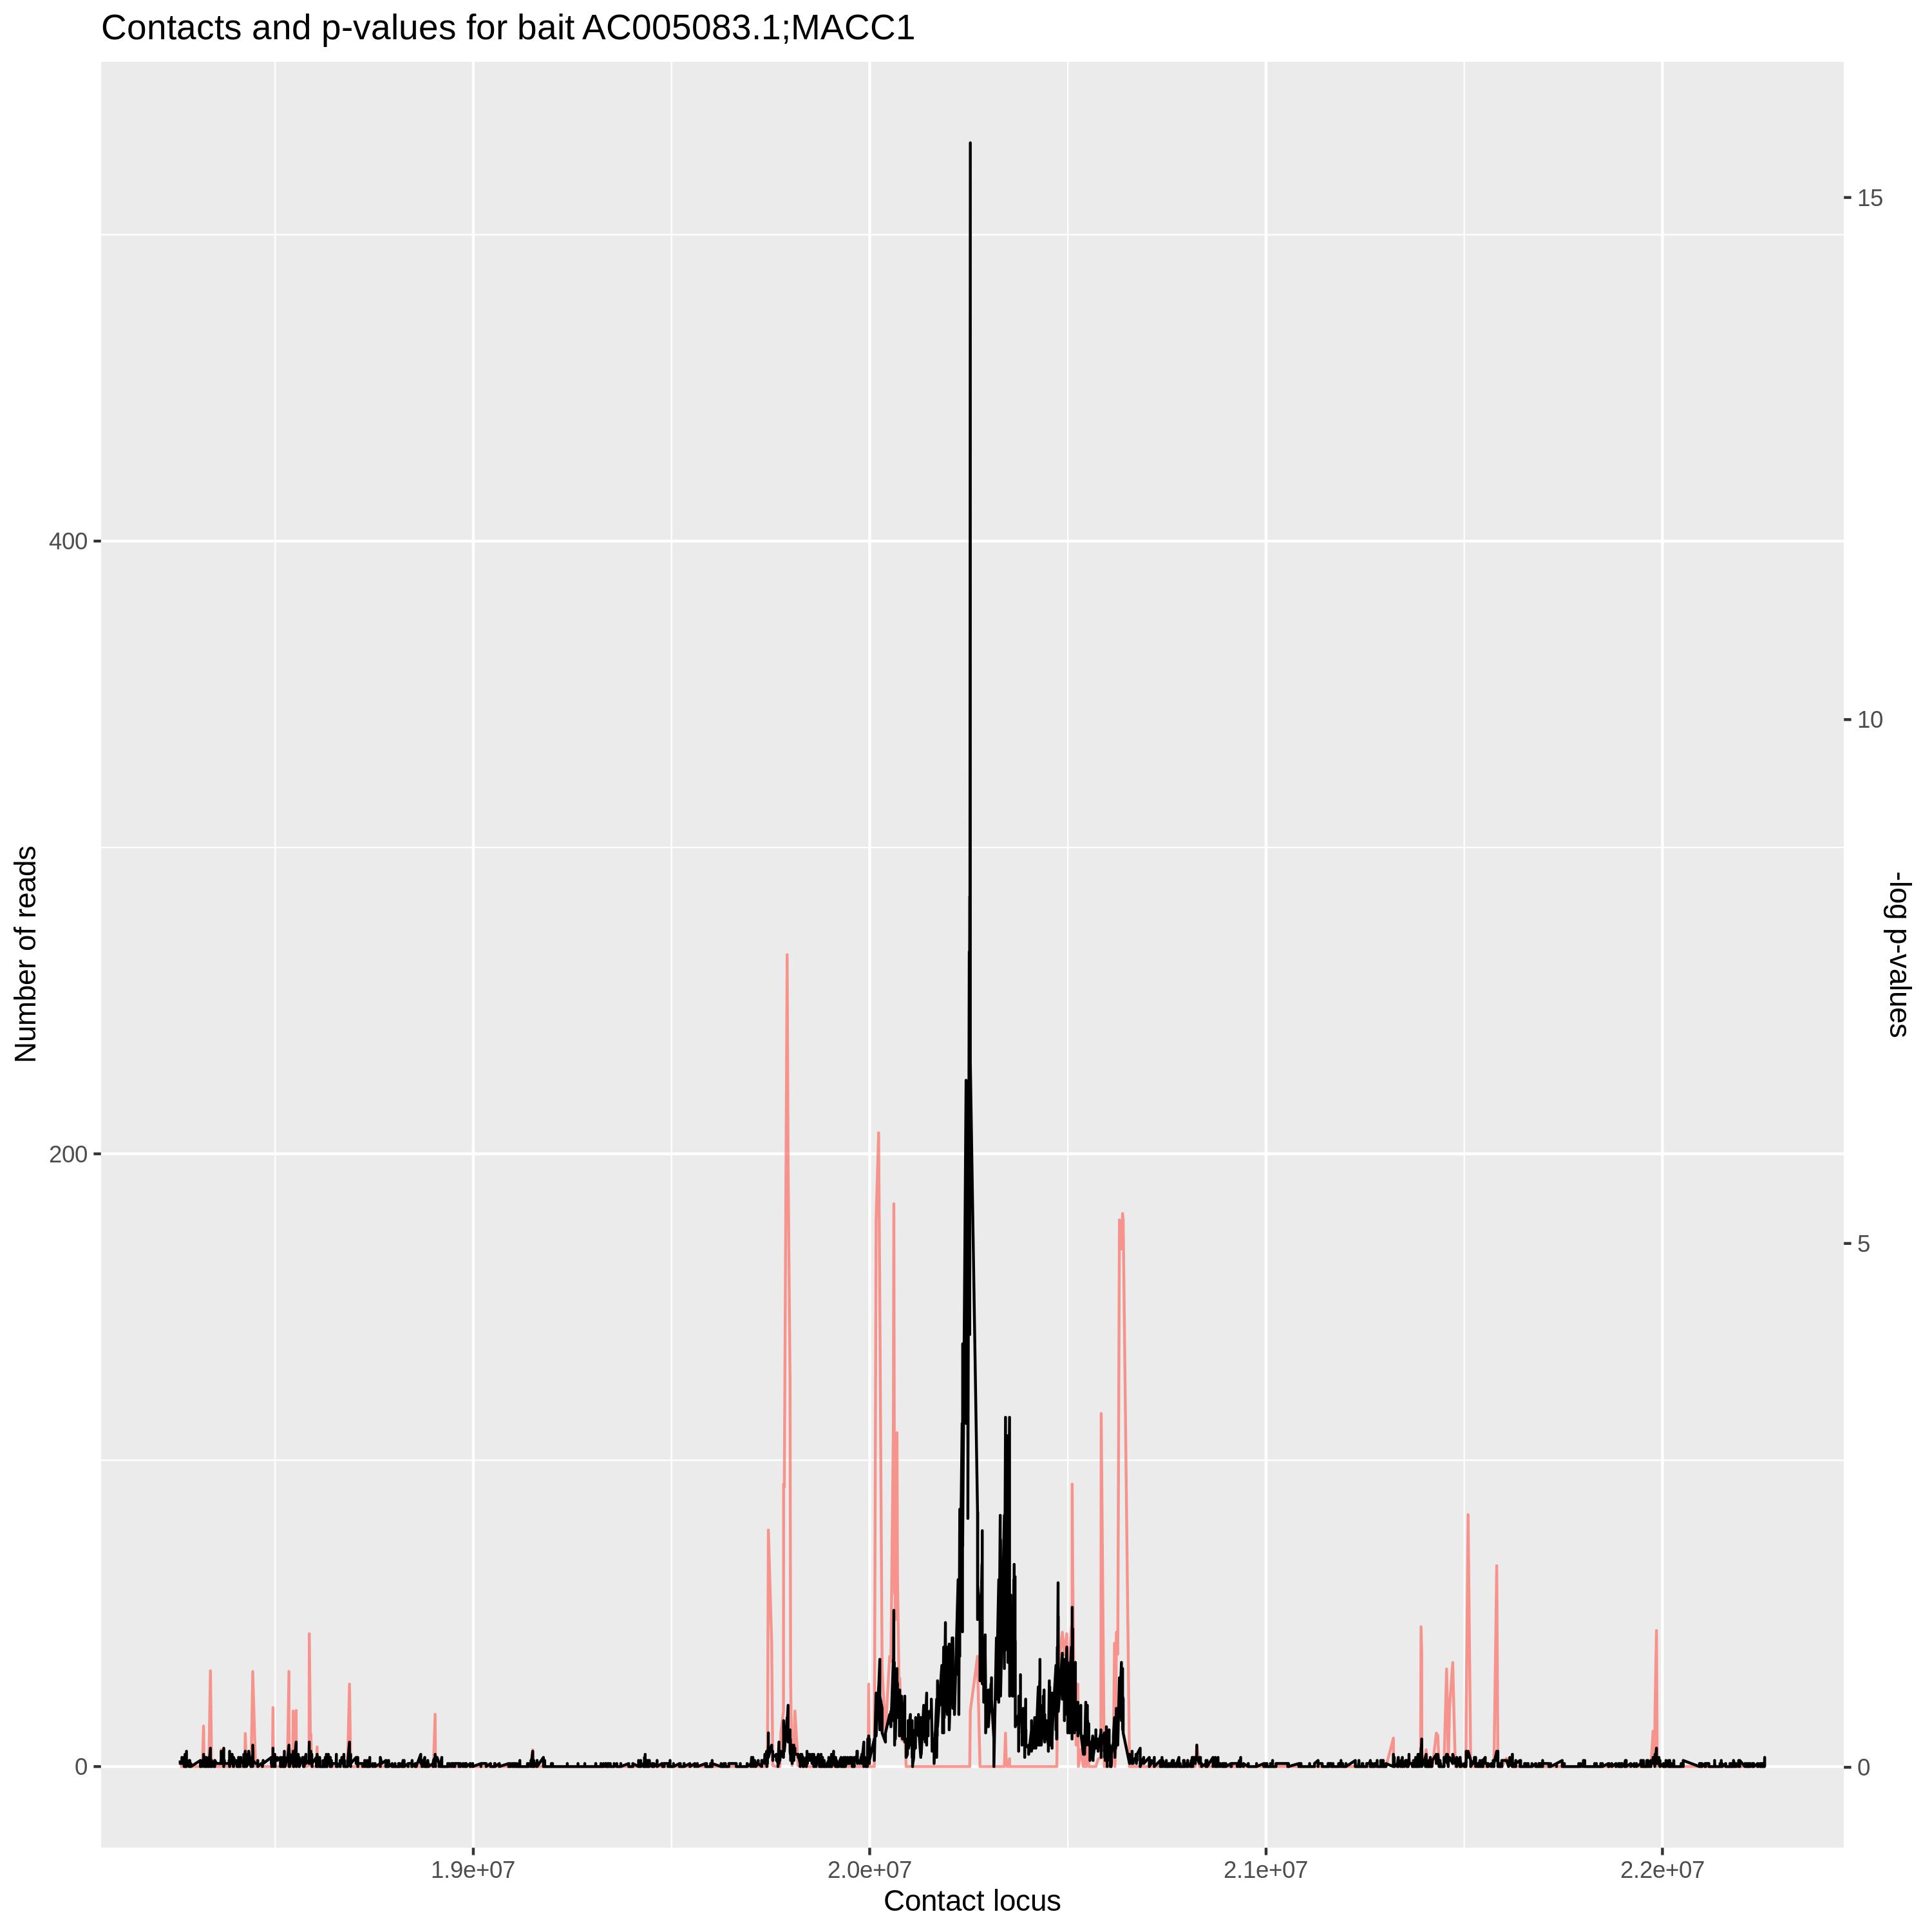 Contacts and p-values for bait AC005083.1;MACC1
15
400
10
Number of reads
-log p-values
5
200
0
0
1.9e+07
2.0e+07
2.1e+07
2.2e+07
Contact locus